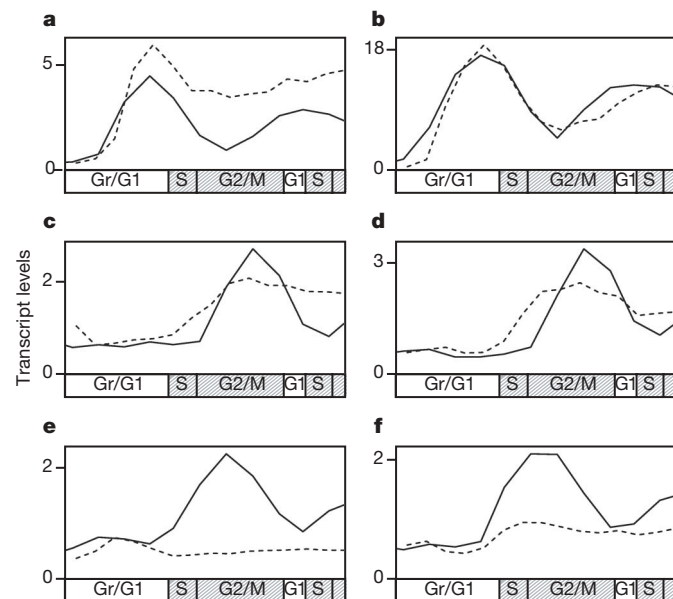 a b
5 18
0 0
Gr/G1 S G2/M G1 S Gr/G1 S G2/M G1 S
c d
2 3
0 0
Gr/G1 S G2/M G1 S Gr/G1 S G2/M G1 S
Transcript levels
e f
2 2
0 0
Gr/G1 S G2/M G1 S Gr/G1 S G2/M G1 S